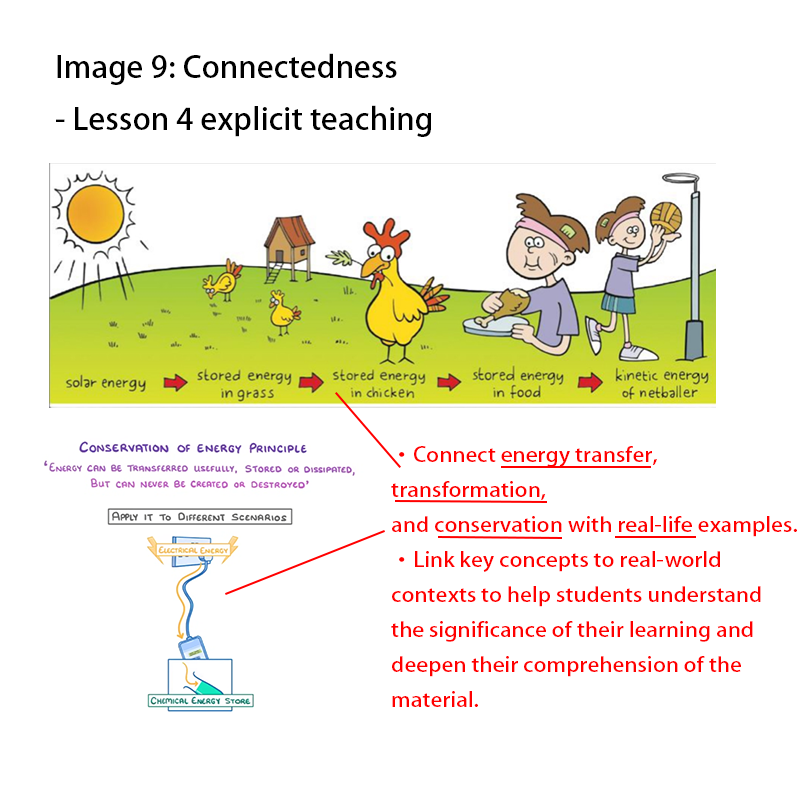 Image 9: Connectedness
- Lesson 4 explicit teaching
solar energy
stored energy
in grass
stored energy
in chicken
stored energy
in food
kinetic energy
of netballer
CONSERVATION OF ENERGY PRINCIPLE
'ENERGY CAN BE TRANSFERRED USEFULLY, STORED OR DISSIPATED,
BUT CAN NEVER BE CREATED OR DESTROYED'
APPLY IT TO DIFFERENT SCENARIOS
ELECTRICAL ENERGY
CHEMICAL ENERGY STORE
・Connect energy transfer,
transformation,
and conservation with real-life examples.
・Link key concepts to real-world
contexts to help students understand
the significance of their learning and
deepen their comprehension of the
material.